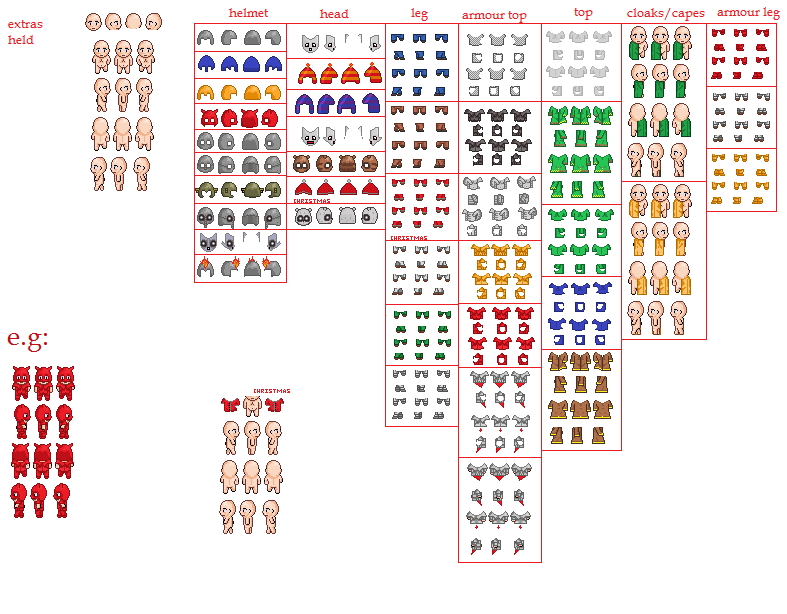 extras
held
helmet
head
leg
armour top
top
cloaks/capes
armour leg
CHRISTMAS
CHRISTMAS
e.g:
CHRISTMAS